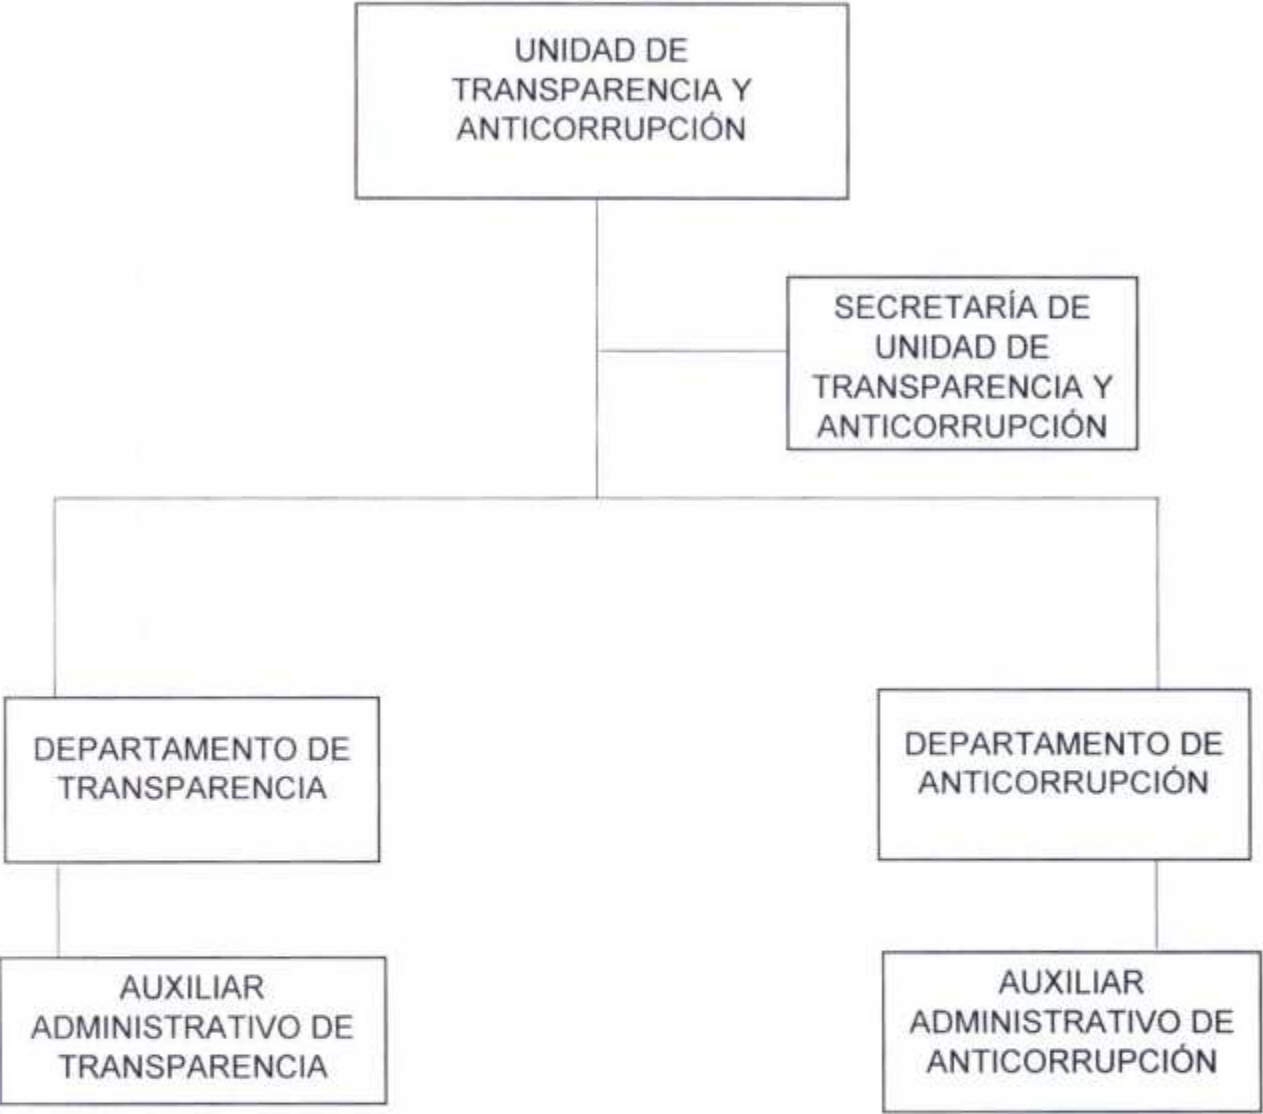 UNIDAD DE
TRANSPARENCIA Y
ANTICORRUPCIÓN
SECRETARÍA DE
UNIDAD DE
TRANSPARENCIA Y
ANTICORRUPCIÓN
DEPARTAMENTO DE
TRANSPARENCIA
DEPARTAMENTO DE
ANTICORRUPCIÓN
AUXILIAR
ADMINISTRATIVO DE
TRANSPARENCIA
AUXILIAR
ADMINISTRATIVO DE
ANTICORRUPCIÓN